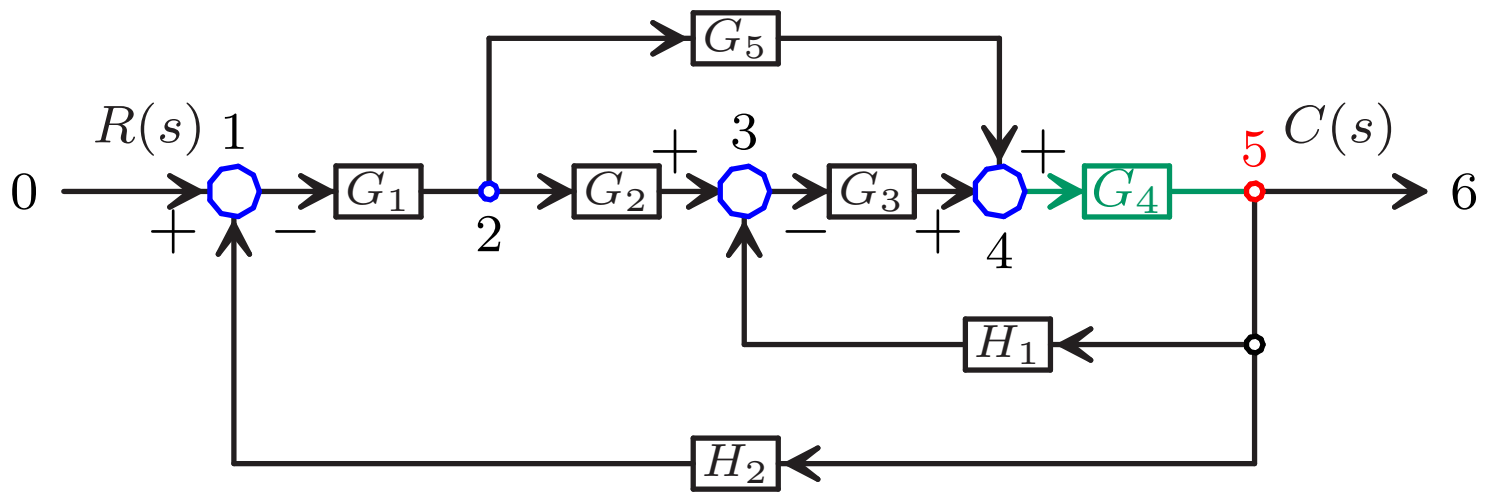 G₅
R(s) 1 3 5 C(s)
+ +
0 G₁ G₂ G₃ G₄ 6
+ − 2 − + 4
H₁
H₂